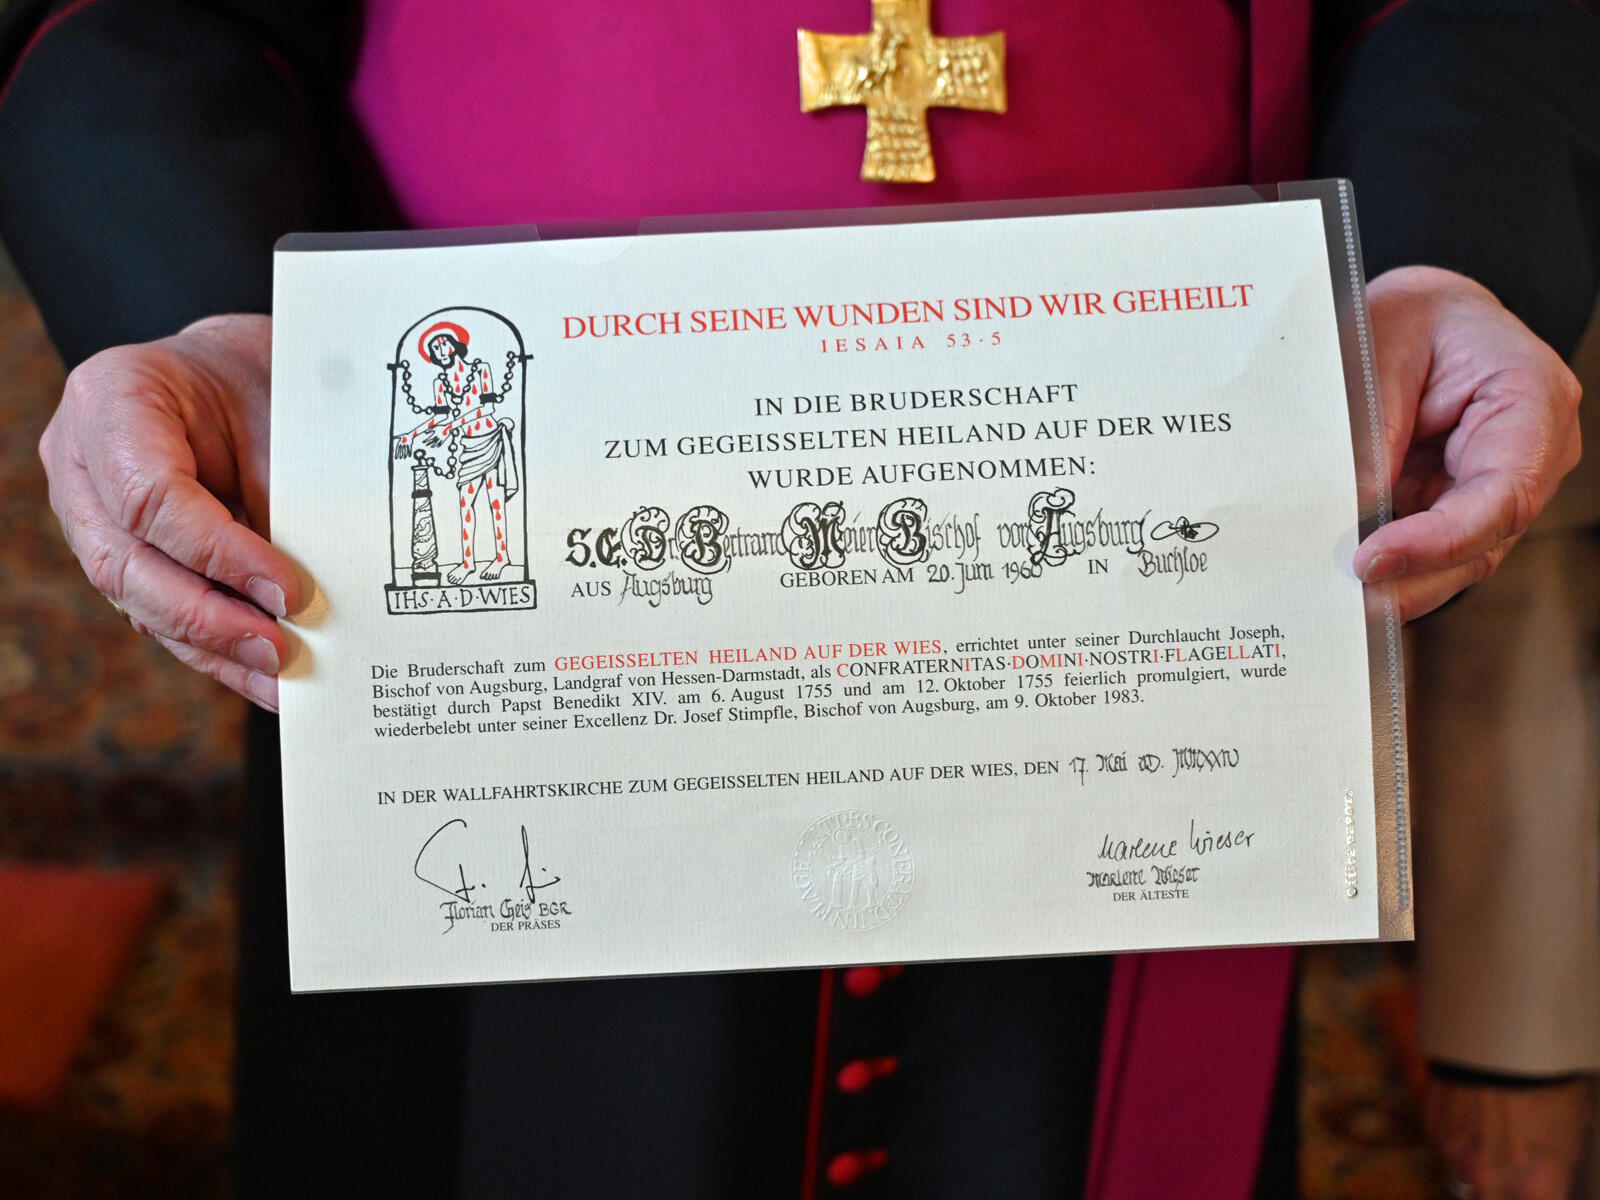 DURCH SEINE WUNDEN SIND WIR GEHEILT
IESAIA 53·5
IN DIE BRUDERSCHAFT
ZUM GEGEISSELTEN HEILAND AUF DER WIES
WURDE AUFGENOMMEN:
S.E. Dr. Bertram Meier Bischof von Augsburg
AUS Augsburg GEBOREN AM 20. Juni 1960 IN Buchloe
IHS·A·D·WIES
Die Bruderschaft zum GEGEISSELTEN HEILAND AUF DER WIES, errichtet unter seiner Durchlaucht Joseph,
Bischof von Augsburg, Landgraf von Hessen-Darmstadt, als CONFRATERNITAS·DOMINI·NOSTRI·FLAGELLATI,
bestätigt durch Papst Benedikt XIV. am 6. August 1755 und am 12. Oktober 1755 feierlich promulgiert, wurde
wiederbelebt unter seiner Excellenz Dr. Josef Stimpfle, Bischof von Augsburg, am 9. Oktober 1983.
IN DER WALLFAHRTSKIRCHE ZUM GEGEISSELTEN HEILAND AUF DER WIES, DEN 17. Mai AD. MMXXIV
Florian Geis BGR
DER PRÄSES
Marlene Wieser
Marlene Wieser
DER ÄLTESTE
Office DEPOT